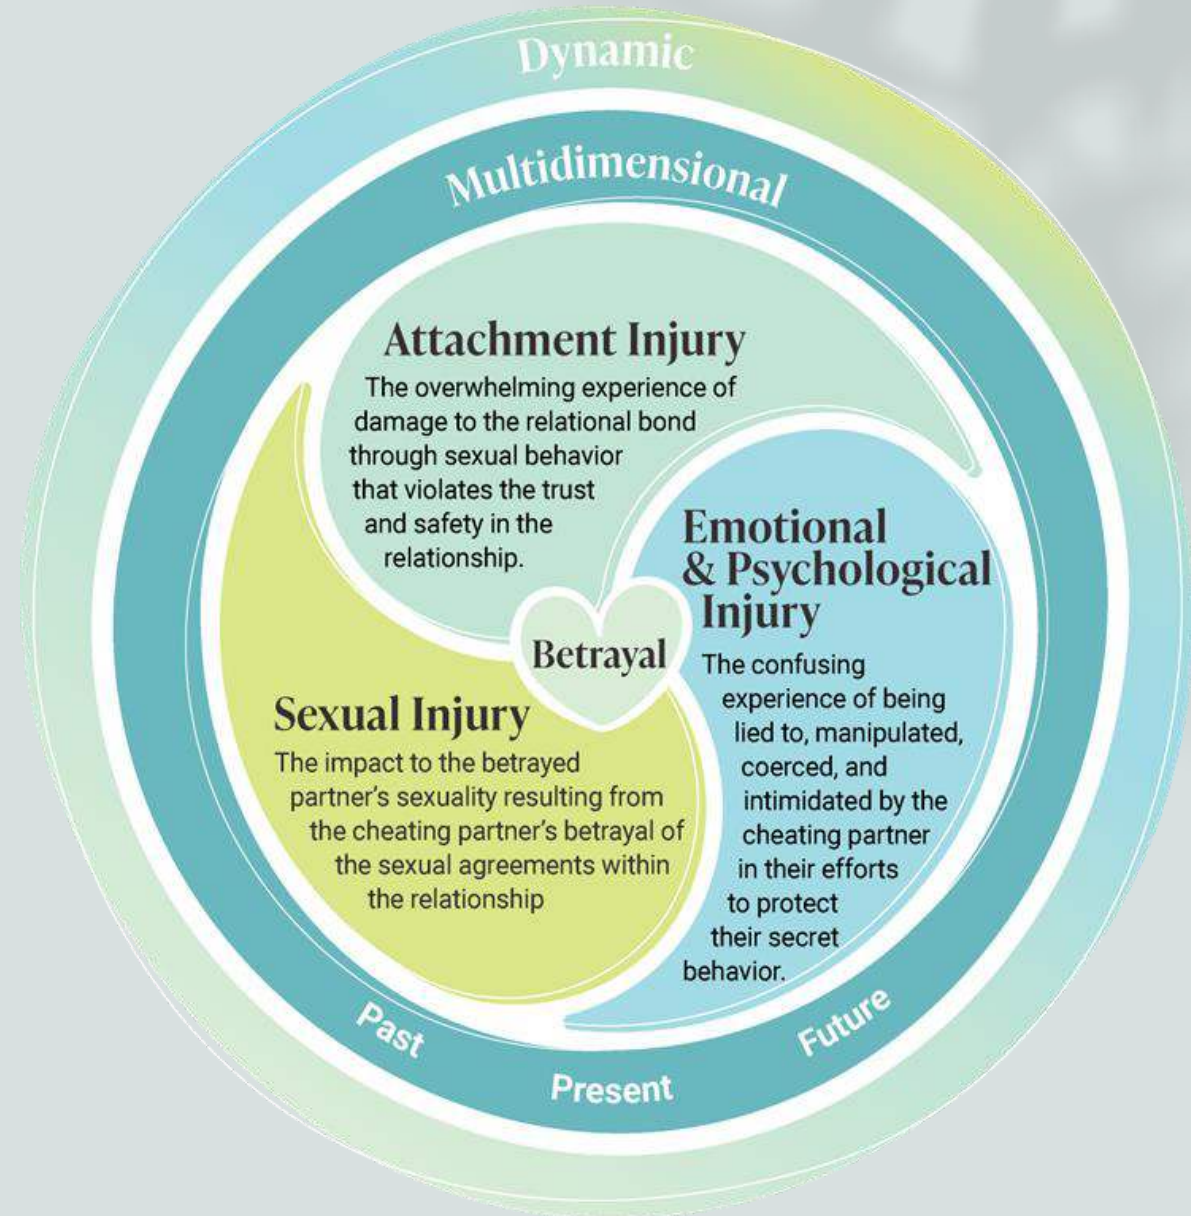 Dynamic
Multidimensional
Attachment Injury
The overwhelming experience of
damage to the relational bond
through sexual behavior
that violates the trust
and safety in the
relationship.
Emotional
& Psychological
Injury
The confusing
experience of being
lied to, manipulated,
coerced, and
intimidated by the
cheating partner
in their efforts
to protect
their secret
behavior.
Betrayal
Sexual Injury
The impact to the betrayed
partner's sexuality resulting from
the cheating partner's betrayal of
the sexual agreements within
the relationship
Past
Present
Future